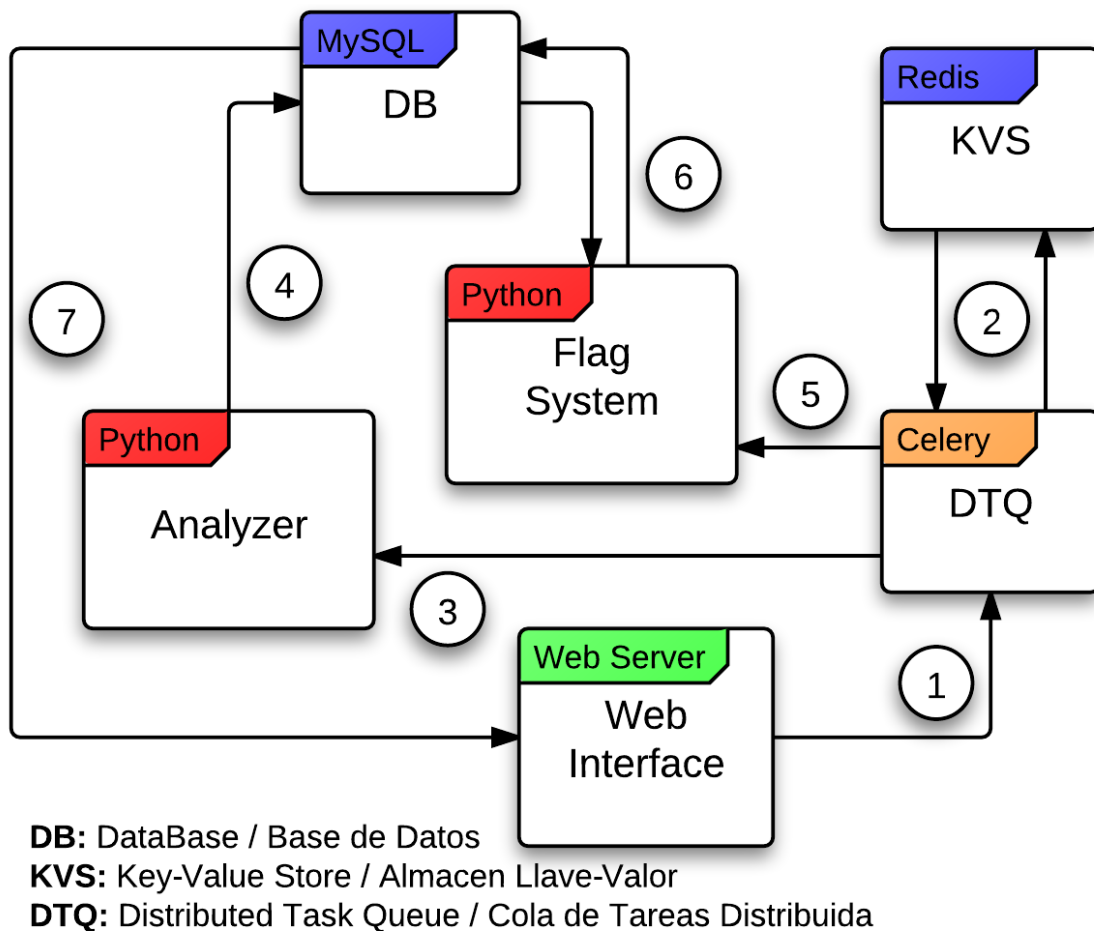 MySQL
DB
Redis
KVS
6
4
7
Python
Flag
System
2
5
Python
Analyzer
Celery
DTQ
3
Web Server
Web
Interface
1
DB: DataBase / Base de Datos
KVS: Key-Value Store / Almacen Llave-Valor
DTQ: Distributed Task Queue / Cola de Tareas Distribuida